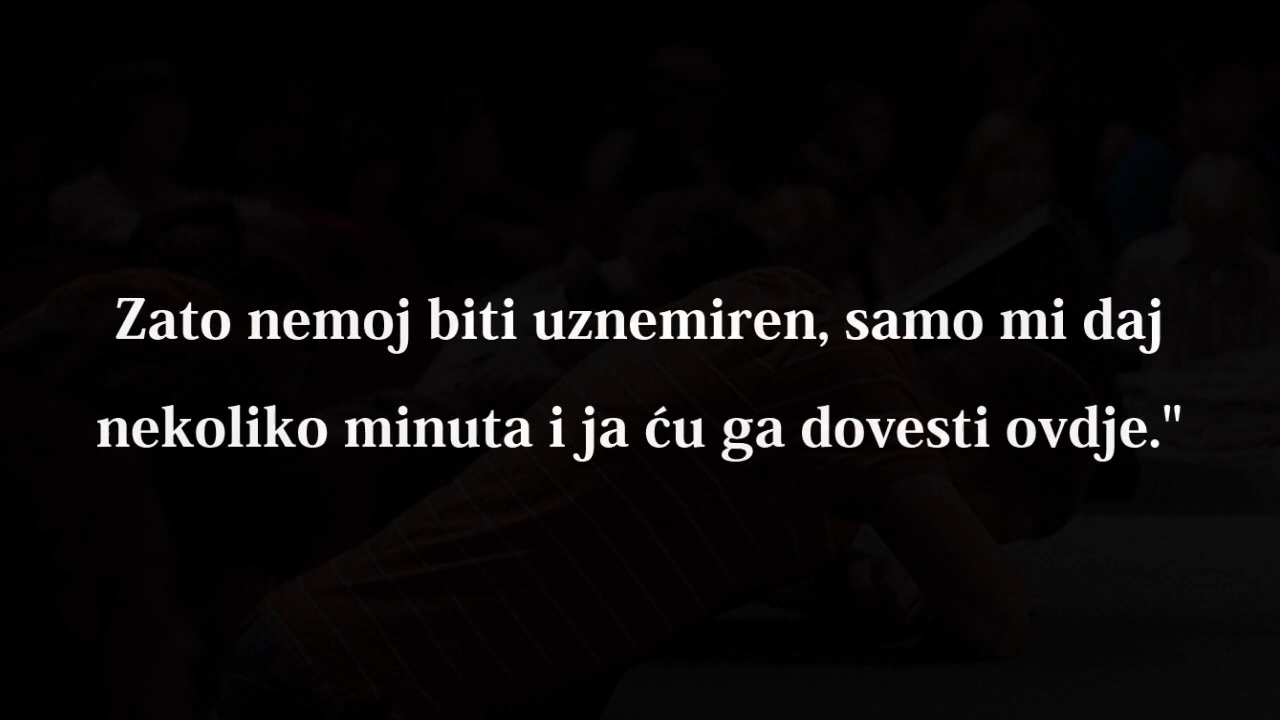 Zato nemoj biti uznemiren, samo mi daj
nekoliko minuta i ja ću ga dovesti ovdje."